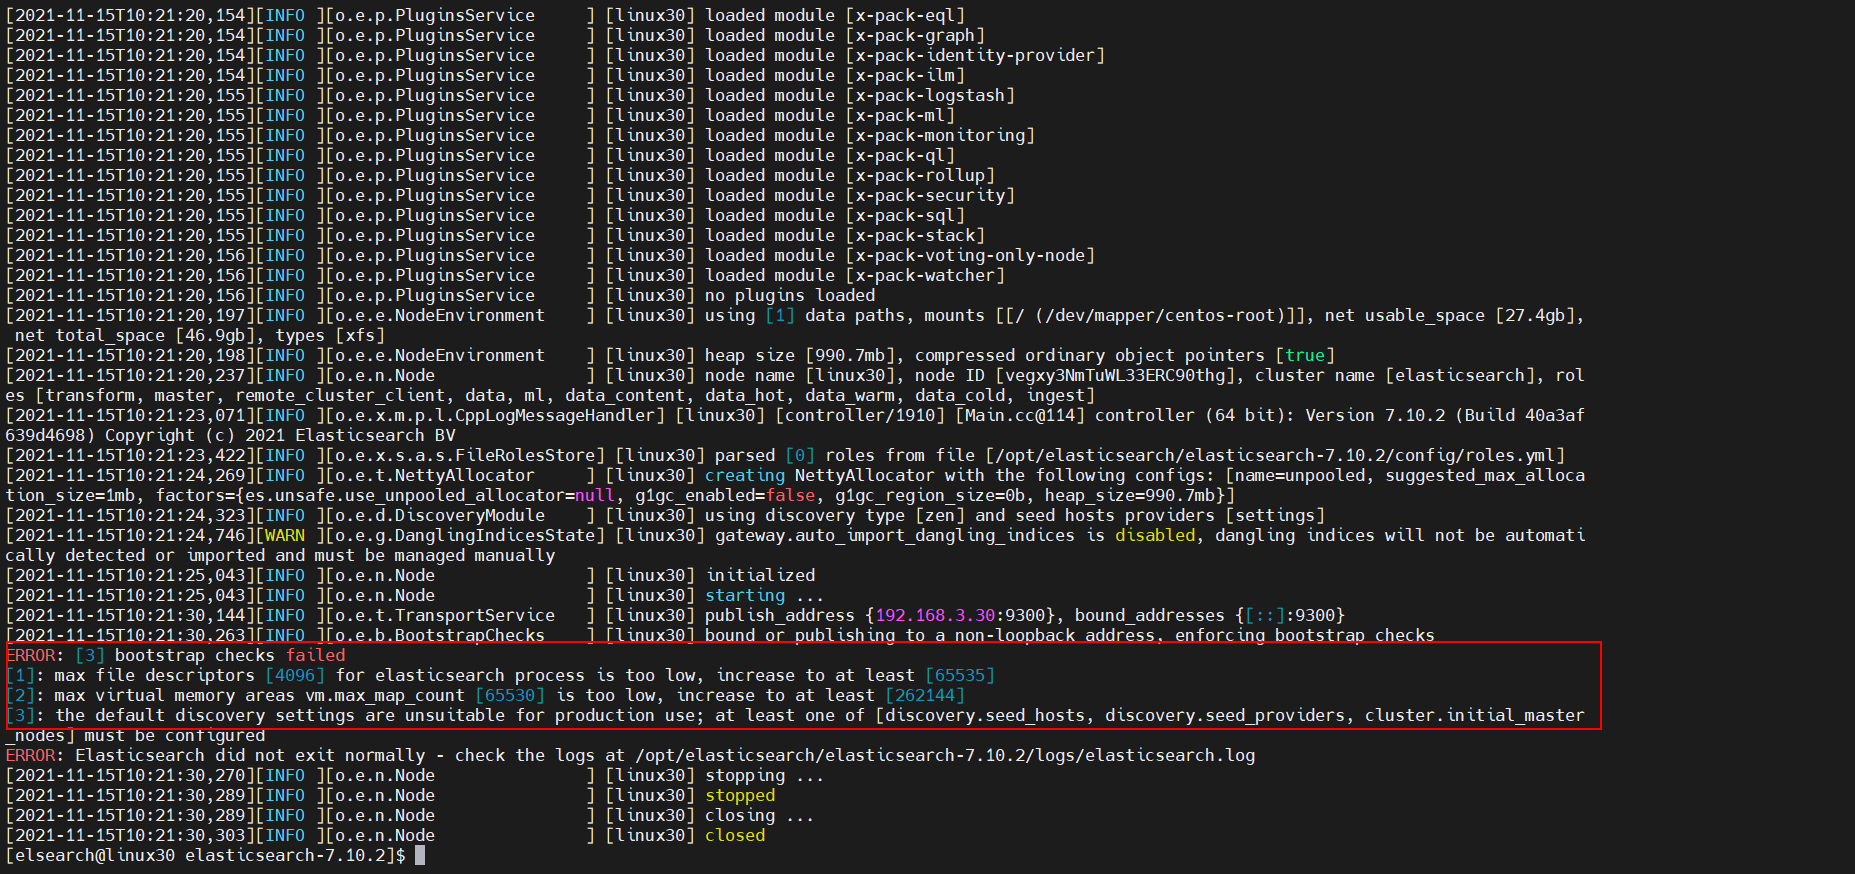 [2021-11-15T10:21:20,154][INFO ][o.e.p.PluginsService     ] [linux30] loaded module [x-pack-eql]
[2021-11-15T10:21:20,154][INFO ][o.e.p.PluginsService     ] [linux30] loaded module [x-pack-graph]
[2021-11-15T10:21:20,154][INFO ][o.e.p.PluginsService     ] [linux30] loaded module [x-pack-identity-provider]
[2021-11-15T10:21:20,154][INFO ][o.e.p.PluginsService     ] [linux30] loaded module [x-pack-ilm]
[2021-11-15T10:21:20,155][INFO ][o.e.p.PluginsService     ] [linux30] loaded module [x-pack-logstash]
[2021-11-15T10:21:20,155][INFO ][o.e.p.PluginsService     ] [linux30] loaded module [x-pack-ml]
[2021-11-15T10:21:20,155][INFO ][o.e.p.PluginsService     ] [linux30] loaded module [x-pack-monitoring]
[2021-11-15T10:21:20,155][INFO ][o.e.p.PluginsService     ] [linux30] loaded module [x-pack-ql]
[2021-11-15T10:21:20,155][INFO ][o.e.p.PluginsService     ] [linux30] loaded module [x-pack-rollup]
[2021-11-15T10:21:20,155][INFO ][o.e.p.PluginsService     ] [linux30] loaded module [x-pack-security]
[2021-11-15T10:21:20,155][INFO ][o.e.p.PluginsService     ] [linux30] loaded module [x-pack-sql]
[2021-11-15T10:21:20,155][INFO ][o.e.p.PluginsService     ] [linux30] loaded module [x-pack-stack]
[2021-11-15T10:21:20,156][INFO ][o.e.p.PluginsService     ] [linux30] loaded module [x-pack-voting-only-node]
[2021-11-15T10:21:20,156][INFO ][o.e.p.PluginsService     ] [linux30] loaded module [x-pack-watcher]
[2021-11-15T10:21:20,156][INFO ][o.e.p.PluginsService     ] [linux30] no plugins loaded
[2021-11-15T10:21:20,197][INFO ][o.e.e.NodeEnvironment    ] [linux30] using [1] data paths, mounts [[/ (/dev/mapper/centos-root)]], net usable_space [27.4gb],
 net total_space [46.9gb], types [xfs]
[2021-11-15T10:21:20,198][INFO ][o.e.e.NodeEnvironment    ] [linux30] heap size [990.7mb], compressed ordinary object pointers [true]
[2021-11-15T10:21:20,237][INFO ][o.e.n.Node               ] [linux30] node name [linux30], node ID [vegxy3NmTuWL33ERC90thg], cluster name [elasticsearch], rol
es [transform, master, remote_cluster_client, data, ml, data_content, data_hot, data_warm, data_cold, ingest]
[2021-11-15T10:21:23,071][INFO ][o.e.x.m.p.l.CppLogMessageHandler] [linux30] [controller/1910] [Main.cc@114] controller (64 bit): Version 7.10.2 (Build 40a3af
639d4698) Copyright (c) 2021 Elasticsearch BV
[2021-11-15T10:21:23,422][INFO ][o.e.x.s.a.s.FileRolesStore] [linux30] parsed [0] roles from file [/opt/elasticsearch/elasticsearch-7.10.2/config/roles.yml]
[2021-11-15T10:21:24,269][INFO ][o.e.t.NettyAllocator     ] [linux30] creating NettyAllocator with the following configs: [name=unpooled, suggested_max_alloca
tion_size=1mb, factors={es.unsafe.use_unpooled_allocator=null, g1gc_enabled=false, g1gc_region_size=0b, heap_size=990.7mb}]
[2021-11-15T10:21:24,323][INFO ][o.e.d.DiscoveryModule    ] [linux30] using discovery type [zen] and seed hosts providers [settings]
[2021-11-15T10:21:24,746][WARN ][o.e.g.DanglingIndicesState] [linux30] gateway.auto_import_dangling_indices is disabled, dangling indices will not be automati
cally detected or imported and must be managed manually
[2021-11-15T10:21:25,043][INFO ][o.e.n.Node               ] [linux30] initialized
[2021-11-15T10:21:25,043][INFO ][o.e.n.Node               ] [linux30] starting ...
[2021-11-15T10:21:30,144][INFO ][o.e.t.TransportService   ] [linux30] publish_address {192.168.3.30:9300}, bound_addresses {[::]:9300}
[2021-11-15T10:21:30,263][INFO ][o.e.b.BootstrapChecks    ] [linux30] bound or publishing to a non-loopback address, enforcing bootstrap checks
ERROR: [3] bootstrap checks failed
[1]: max file descriptors [4096] for elasticsearch process is too low, increase to at least [65535]
[2]: max virtual memory areas vm.max_map_count [65530] is too low, increase to at least [262144]
[3]: the default discovery settings are unsuitable for production use; at least one of [discovery.seed_hosts, discovery.seed_providers, cluster.initial_master
_nodes] must be configured
ERROR: Elasticsearch did not exit normally - check the logs at /opt/elasticsearch/elasticsearch-7.10.2/logs/elasticsearch.log
[2021-11-15T10:21:30,270][INFO ][o.e.n.Node               ] [linux30] stopping ...
[2021-11-15T10:21:30,289][INFO ][o.e.n.Node               ] [linux30] stopped
[2021-11-15T10:21:30,289][INFO ][o.e.n.Node               ] [linux30] closing ...
[2021-11-15T10:21:30,303][INFO ][o.e.n.Node               ] [linux30] closed
[elsearch@linux30 elasticsearch-7.10.2]$